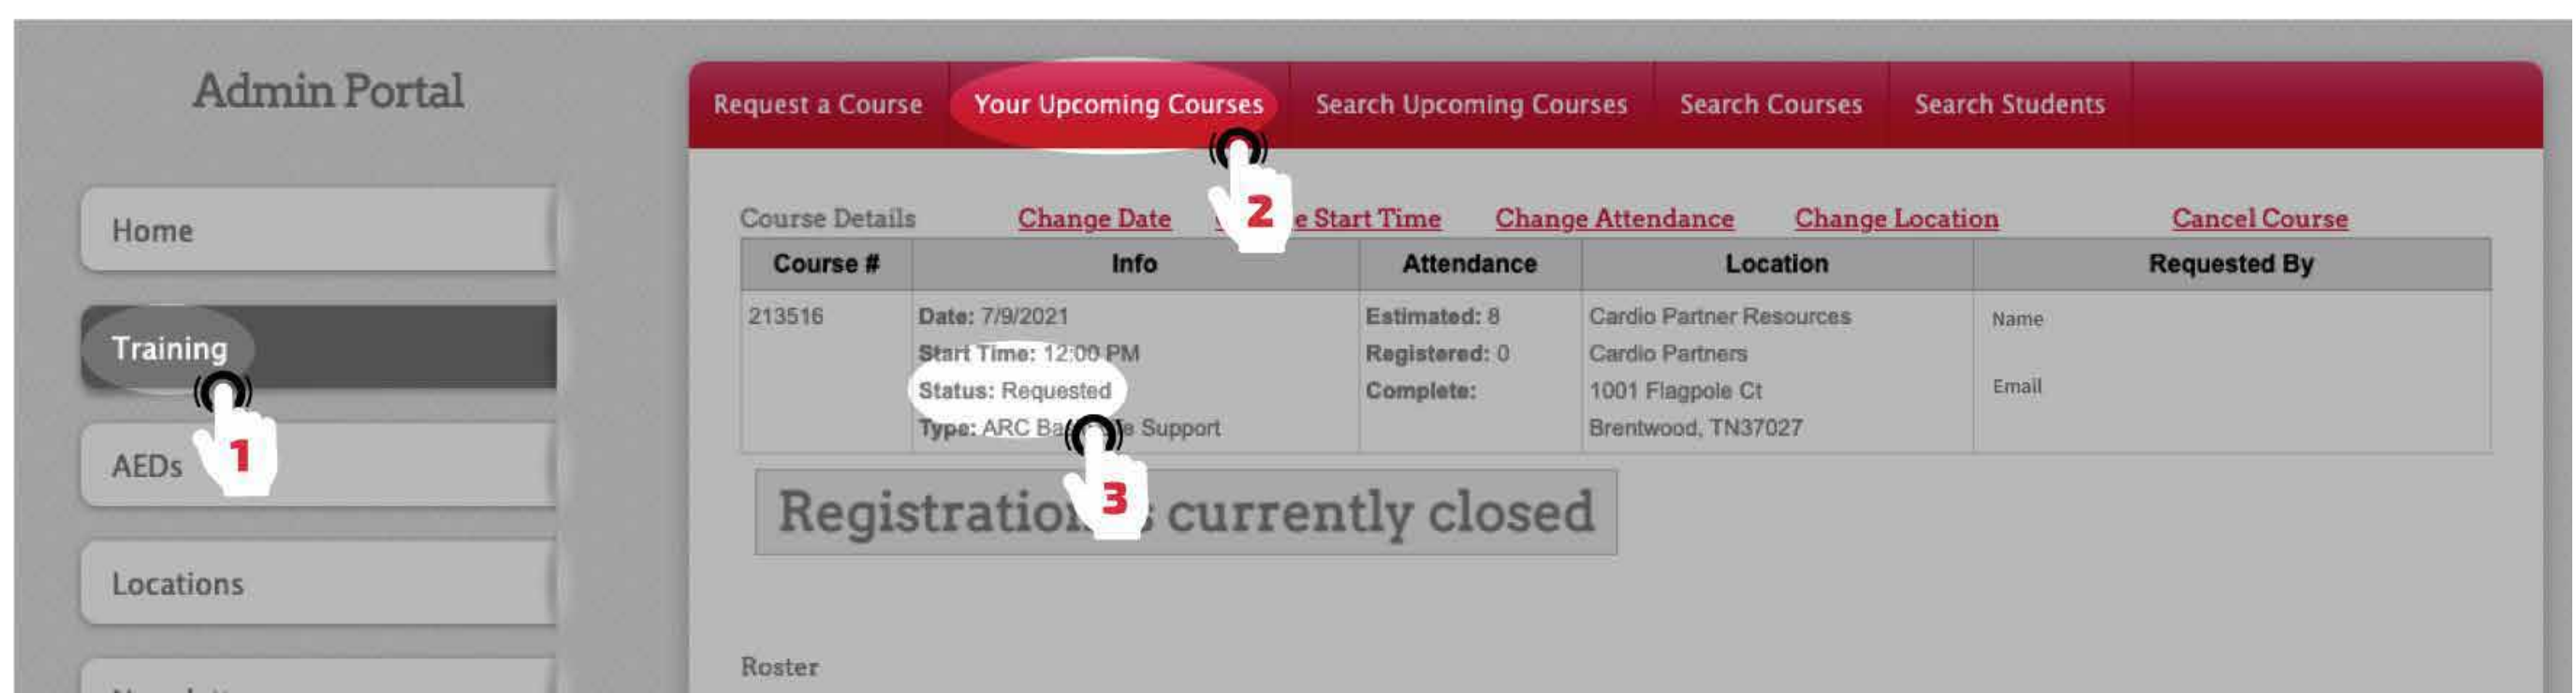 Admin Portal
Request a Course
Your Upcoming Courses
Search Upcoming Courses
Search Courses
Search Students
Home
Training
AEDs
Locations
1
2
3
Course Details
Change Date
Start Time
Change Attendance
Change Location
Cancel Course
Course #
Info
Attendance
Location
Requested By
213516
Date: 7/9/2021
Start Time: 12:00 PM
Status: Requested
Type: ARC Support
Estimated: 8
Registered: 0
Complete:
Cardio Partner Resources
Cardio Partners
1001 Flagpole Ct
Brentwood, TN37027
Name
Email
Registration currently closed
Roster